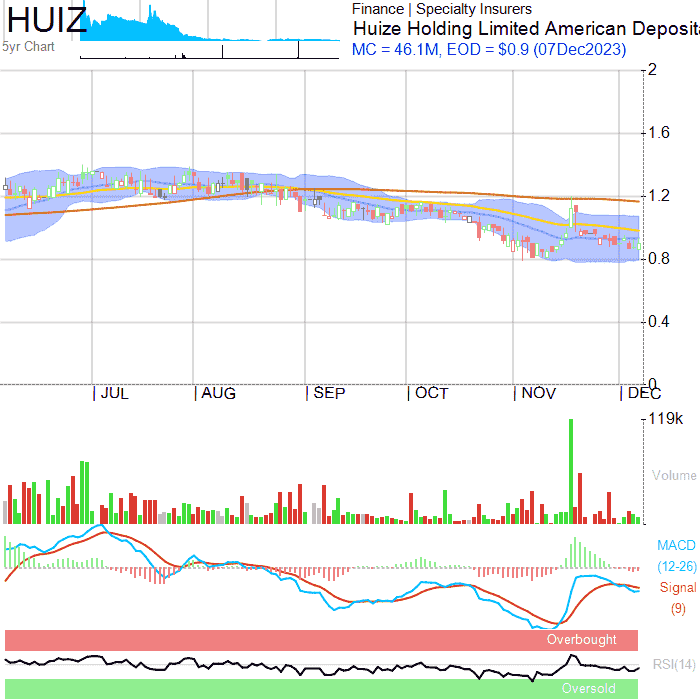 HUIZ
5yr Chart
Finance | Specialty Insurers
Huize Holding Limited American Deposit
MC = 46.1M, EOD = $0.9 (07Dec2023)
2
1.6
1.2
0.8
0.4
0
| JUL | AUG | SEP | OCT | NOV | DEC
119k
Volume
MACD
(12-26)
Signal
(9)
Overbought
RSI(14)
Oversold